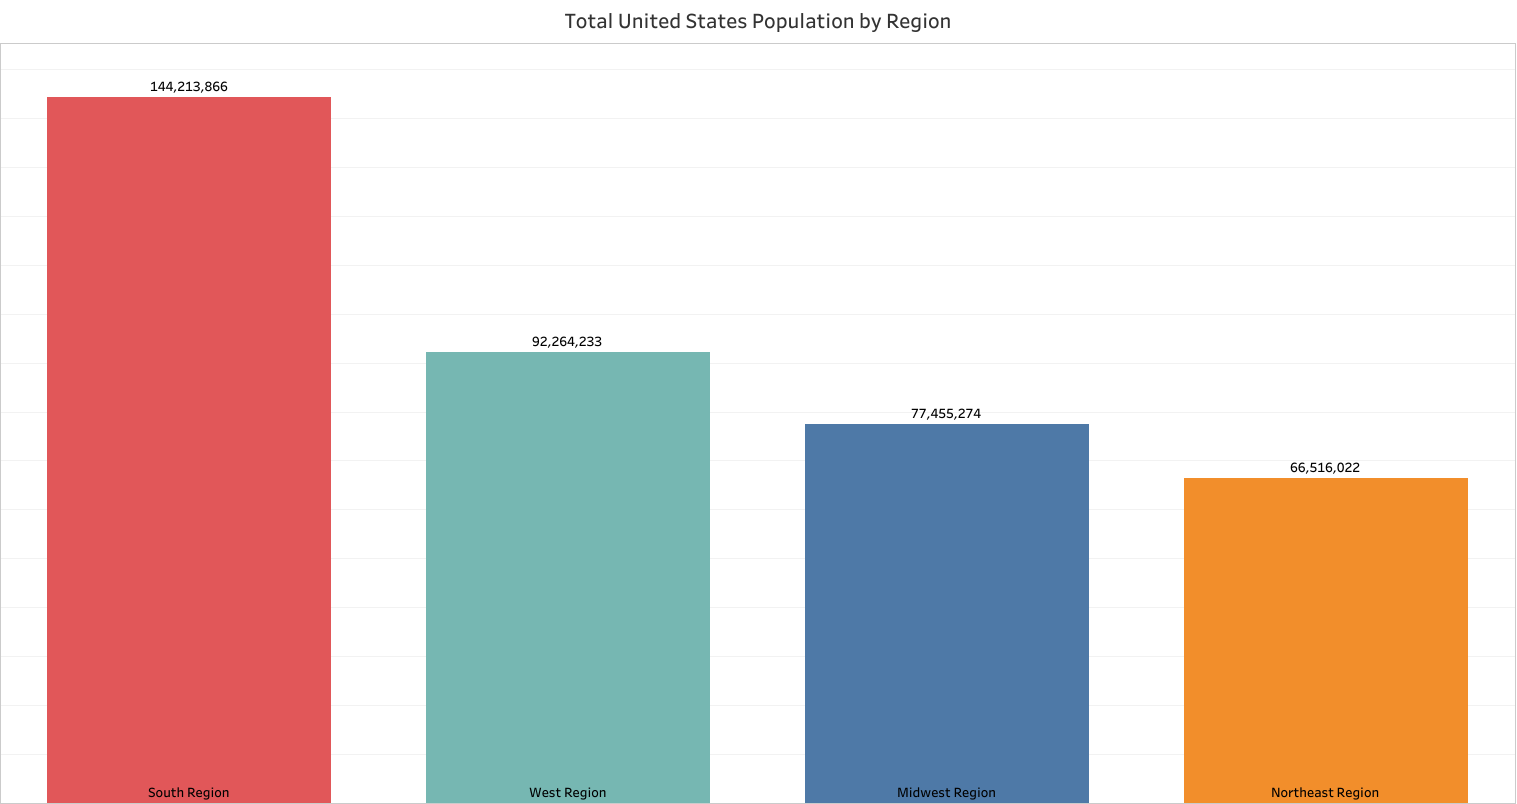 Total United States Population by Region
144,213,866
92,264,233
77,455,274
66,516,022
South Region
West Region
Midwest Region
Northeast Region